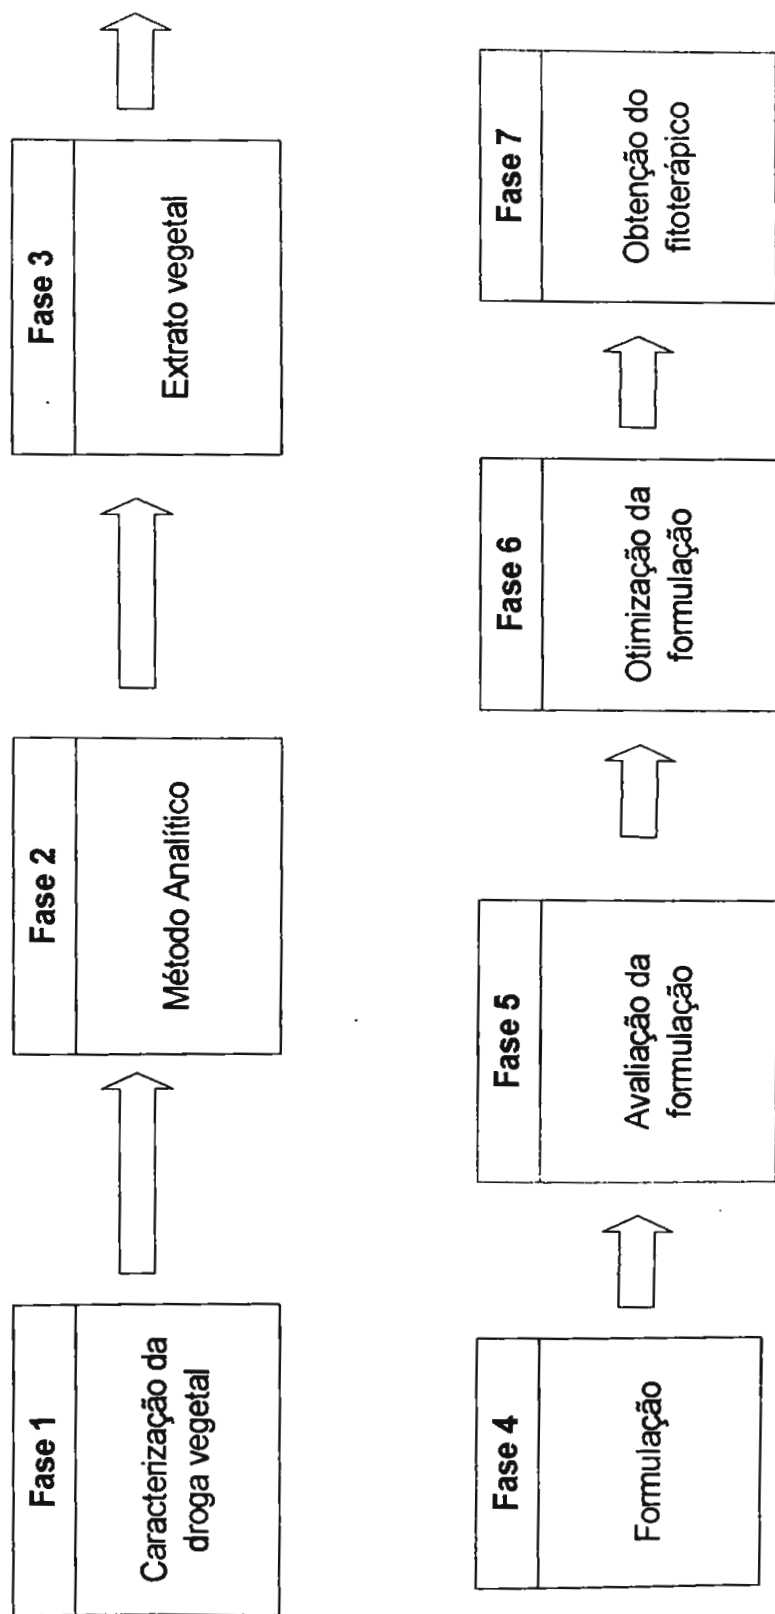 Fase 1
Caracterização da
droga vegetal
Fase 2
Método Analítico
Fase 3
Extrato vegetal
Fase 4
Formulação
Fase 5
Avaliação da
formulação
Fase 6
Otimização da
formulação
Fase 7
Obtenção do
fitoterápico